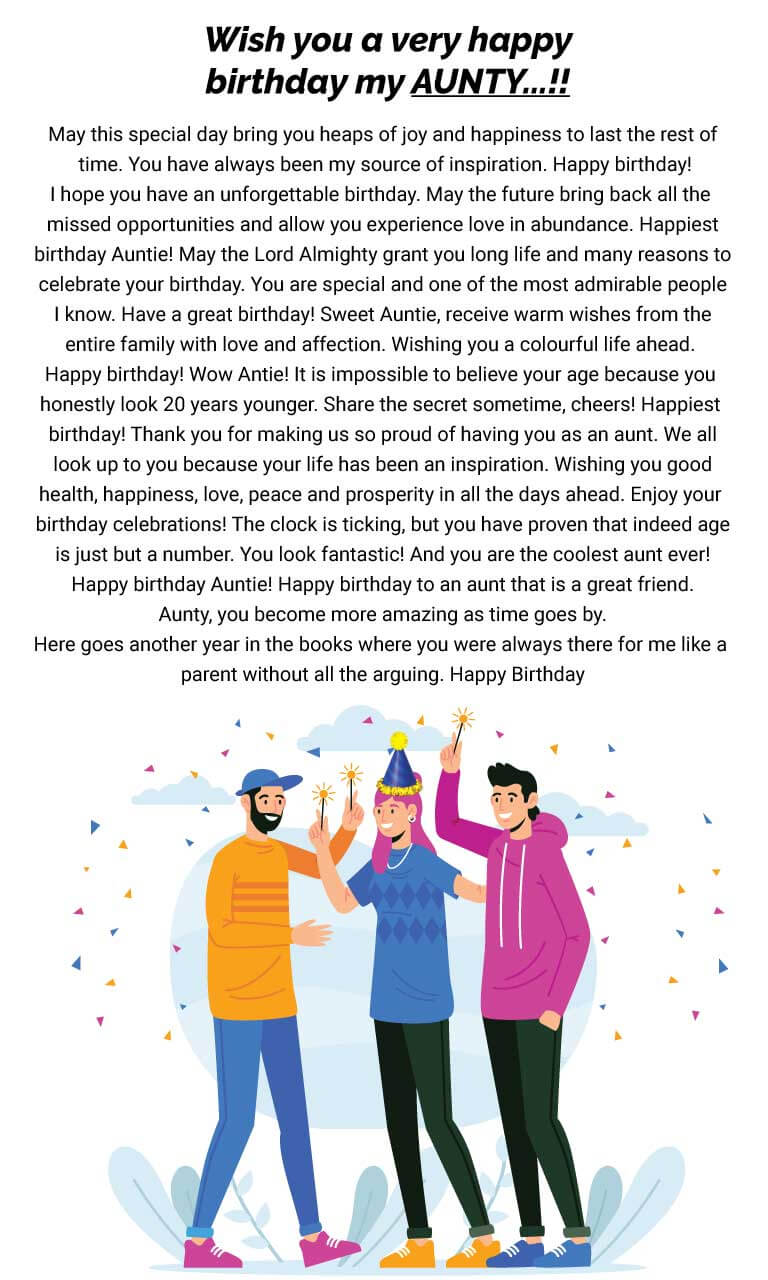 Wish you a very happy
birthday my AUNTY...!!
May this special day bring you heaps of joy and happiness to last the rest of
time. You have always been my source of inspiration. Happy birthday!
I hope you have an unforgettable birthday. May the future bring back all the
missed opportunities and allow you experience love in abundance. Happiest
birthday Auntie! May the Lord Almighty grant you long life and many reasons to
celebrate your birthday. You are special and one of the most admirable people
I know. Have a great birthday! Sweet Auntie, receive warm wishes from the
entire family with love and affection. Wishing you a colourful life ahead.
Happy birthday! Wow Antie! It is impossible to believe your age because you
honestly look 20 years younger. Share the secret sometime, cheers! Happiest
birthday! Thank you for making us so proud of having you as an aunt. We all
look up to you because your life has been an inspiration. Wishing you good
health, happiness, love, peace and prosperity in all the days ahead. Enjoy your
birthday celebrations! The clock is ticking, but you have proven that indeed age
is just but a number. You look fantastic! And you are the coolest aunt ever!
Happy birthday Auntie! Happy birthday to an aunt that is a great friend.
Aunty, you become more amazing as time goes by.
Here goes another year in the books where you were always there for me like a
parent without all the arguing. Happy Birthday